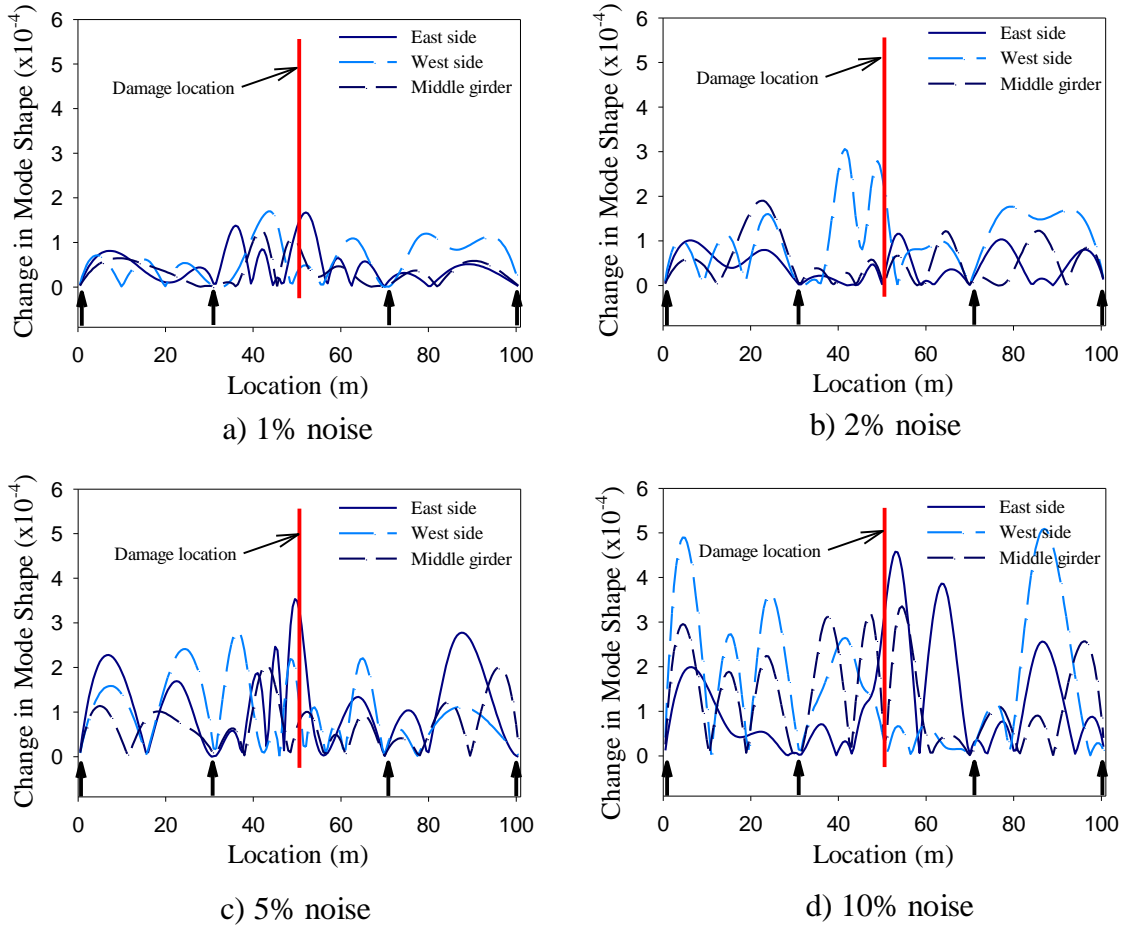 Change in Mode Shape (x10-4)
6
5
4
3
2
1
0
East side
West side
Middle girder
Damage location
0 20 40 60 80 100
Location (m)
a) 1% noise
Change in Mode Shape (x10-4)
6
5
4
3
2
1
0
East side
West side
Middle girder
Damage location
0 20 40 60 80 100
Location (m)
b) 2% noise
Change in Mode Shape (x10-4)
6
5
4
3
2
1
0
East side
West side
Middle girder
Damage location
0 20 40 60 80 100
Location (m)
c) 5% noise
Change in Mode Shape (x10-4)
6
5
4
3
2
1
0
East side
West side
Middle girder
Damage location
0 20 40 60 80 100
Location (m)
d) 10% noise